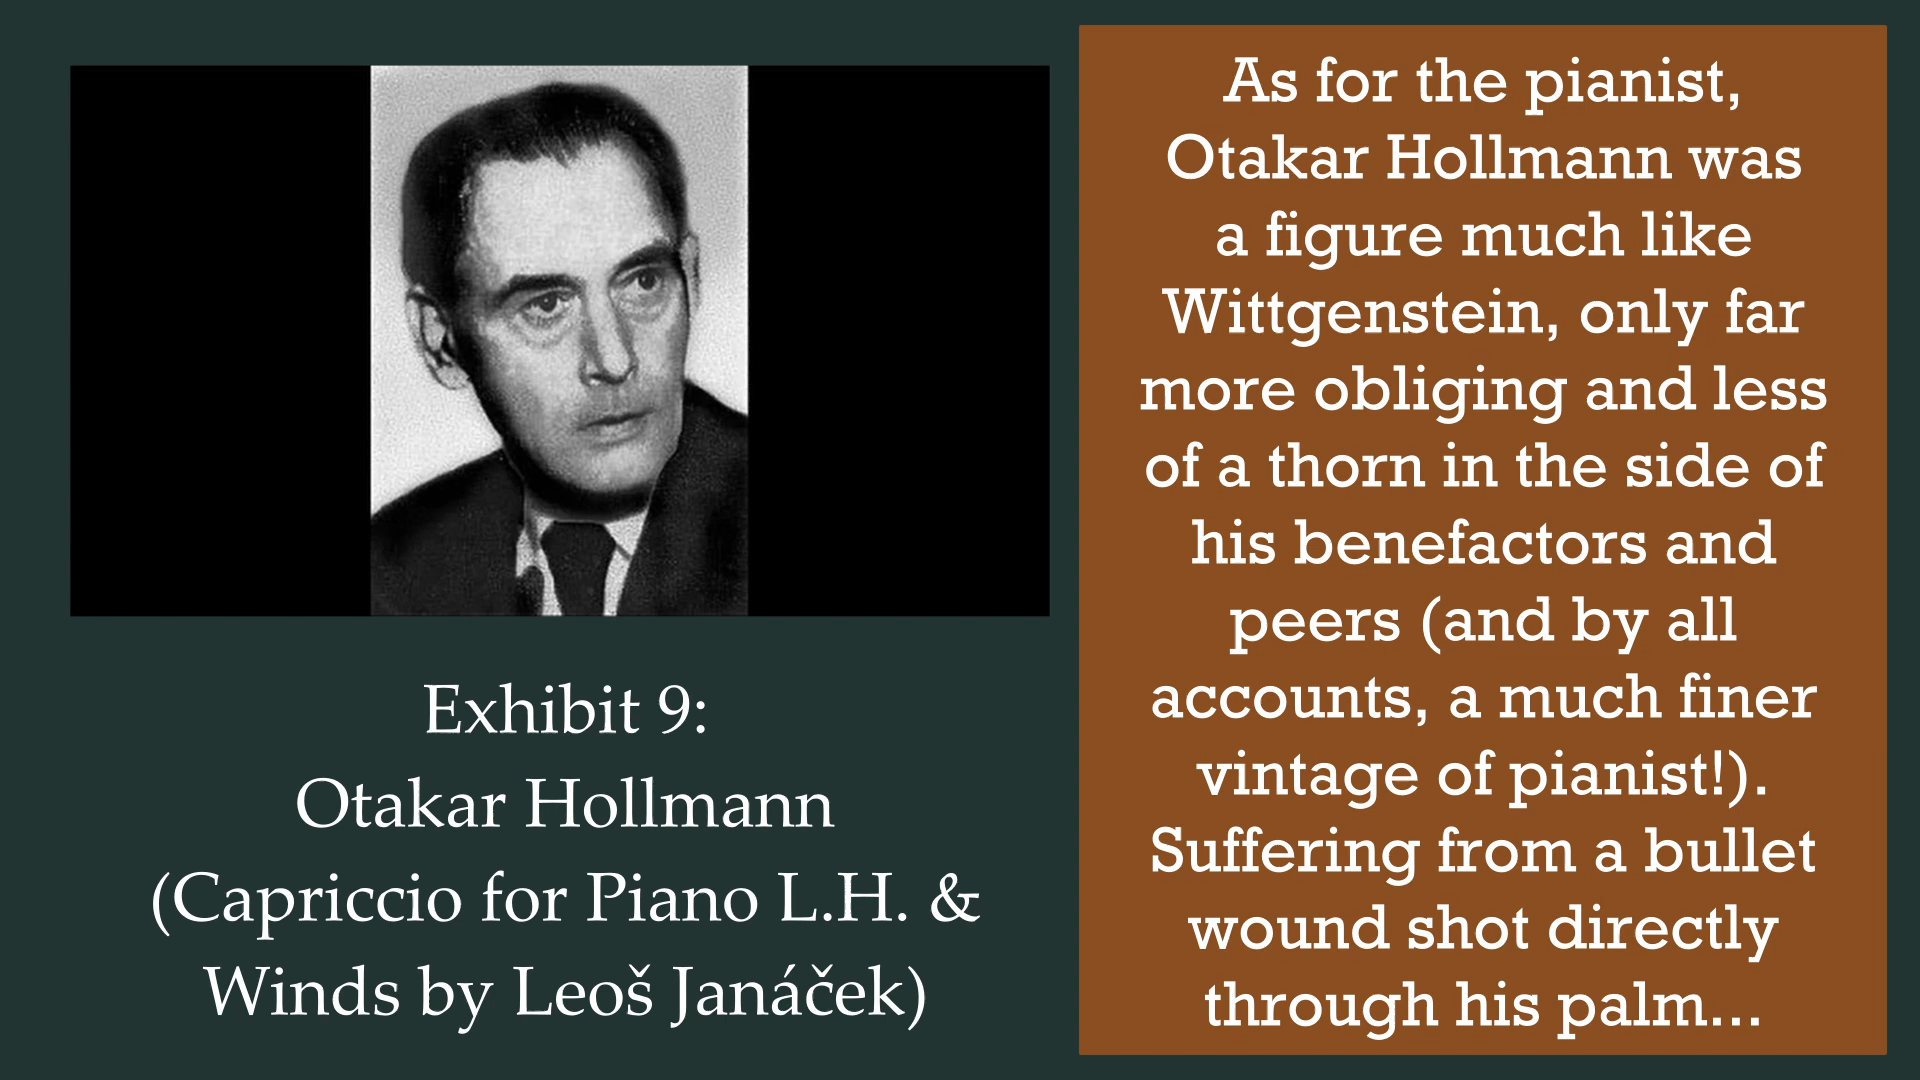 Exhibit 9:
Otakar Hollmann
(Capriccio for Piano L.H. &
Winds by Leoš Janáček)
As for the pianist,
Otakar Hollmann was
a figure much like
Wittgenstein, only far
more obliging and less
of a thorn in the side of
his benefactors and
peers (and by all
accounts, a much finer
vintage of pianist!).
Suffering from a bullet
wound shot directly
through his palm...